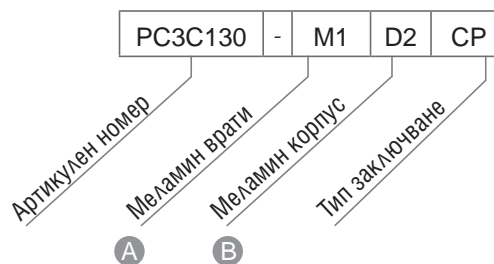 PC3C130 - M1 D2 CP
Артикулен номер
Меламин врати
Меламин корпус
Тип заключване
A B